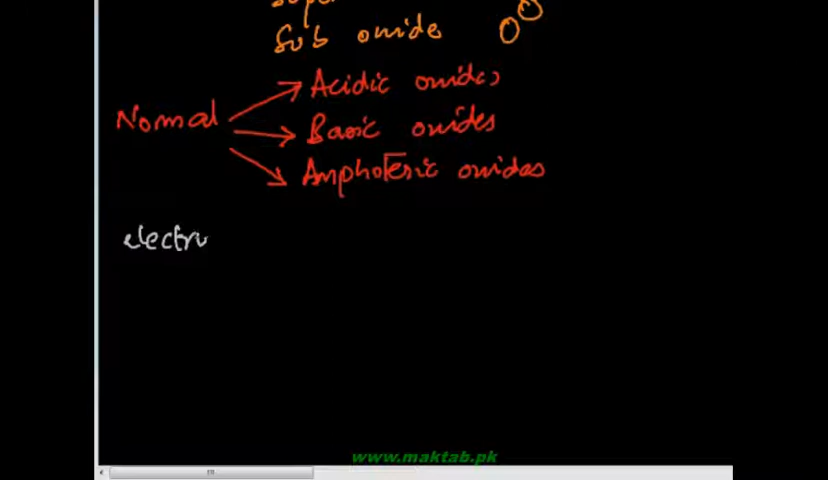 Sub oxide
Acidic oxides
Normal
Basic oxides
Amphoteric oxides
electr
www.maktab.pk